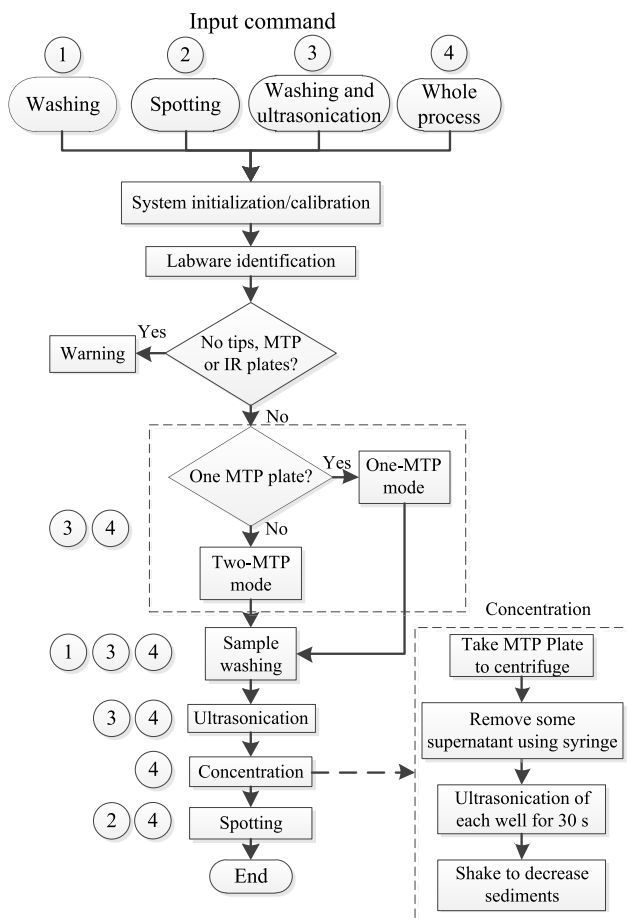 Input command
1
2
3
4
Washing
Spotting
Washing and
ultrasonication
Whole
process
System initialization/calibration
Labware identification
Yes
Warning
No tips, MTP
or IR plates?
No
One MTP plate?
Yes
One-MTP
mode
3 4
No
Two-MTP
mode
1 3 4
Sample
washing
3 4
Ultrasonication
4
Concentration
2 4
Spotting
End
Concentration
Take MTP Plate
to centrifuge
Remove some
supernatant using syringe
Ultrasonication of
each well for 30 s
Shake to decrease
sediments